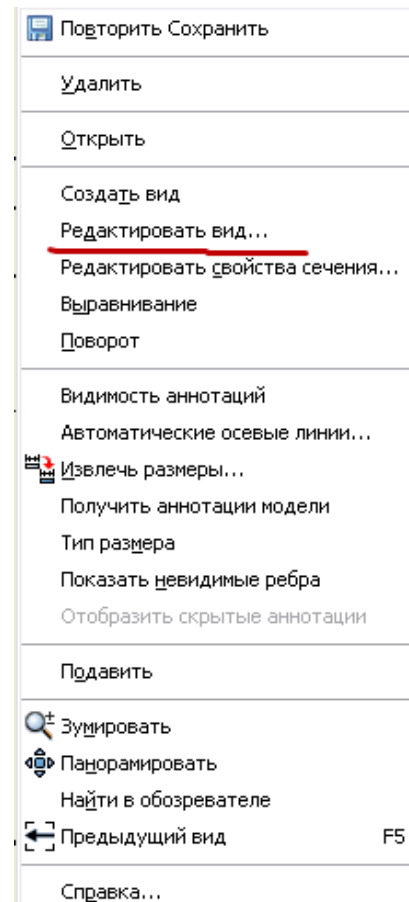 Повторить Сохранить
Удалить
Открыть
Создать вид
Редактировать вид...
Редактировать свойства сечения...
Выравнивание
Поворот
Видимость аннотаций
Автоматические осевые линии...
Извлечь размеры...
Получить аннотации модели
Тип размера
Показать невидимые ребра
Отобразить скрытые аннотации
Подавить
Зумировать
Панорамировать
Найти в обозревателе
Предыдущий вид F5
Справка...